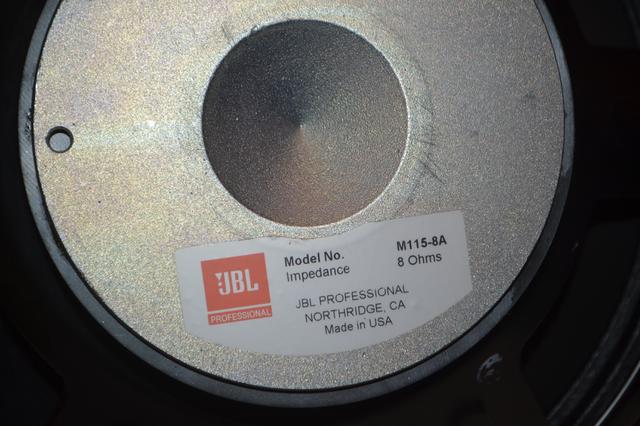 JBL
PROFESSIONAL
Model No. M115-8A
Impedance 8 Ohms
JBL PROFESSIONAL
NORTHRIDGE, CA
Made in USA